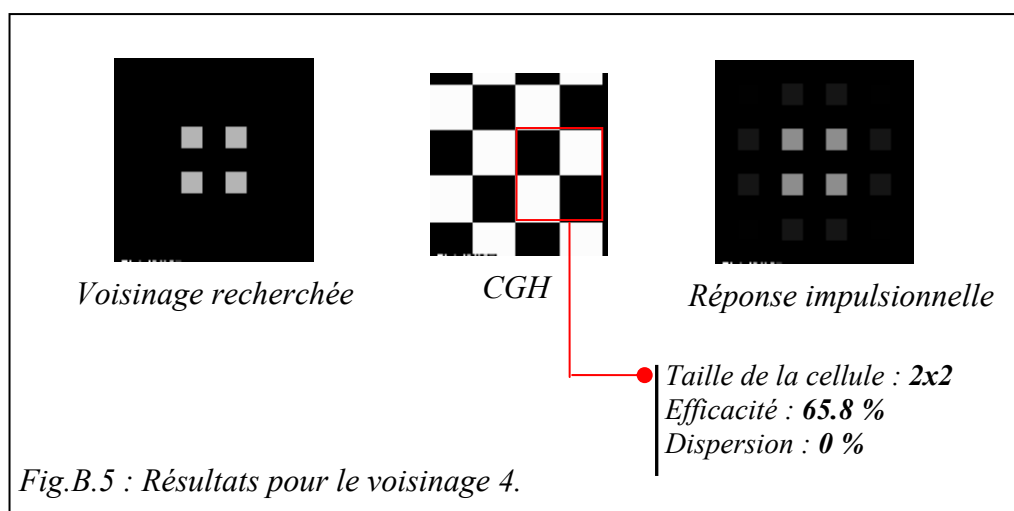 Voisinage recherchée
CGH
Réponse impulsionnelle
Taille de la cellule : 2x2
Efficacité : 65.8 %
Dispersion : 0 %
Fig.B.5 : Résultats pour le voisinage 4.